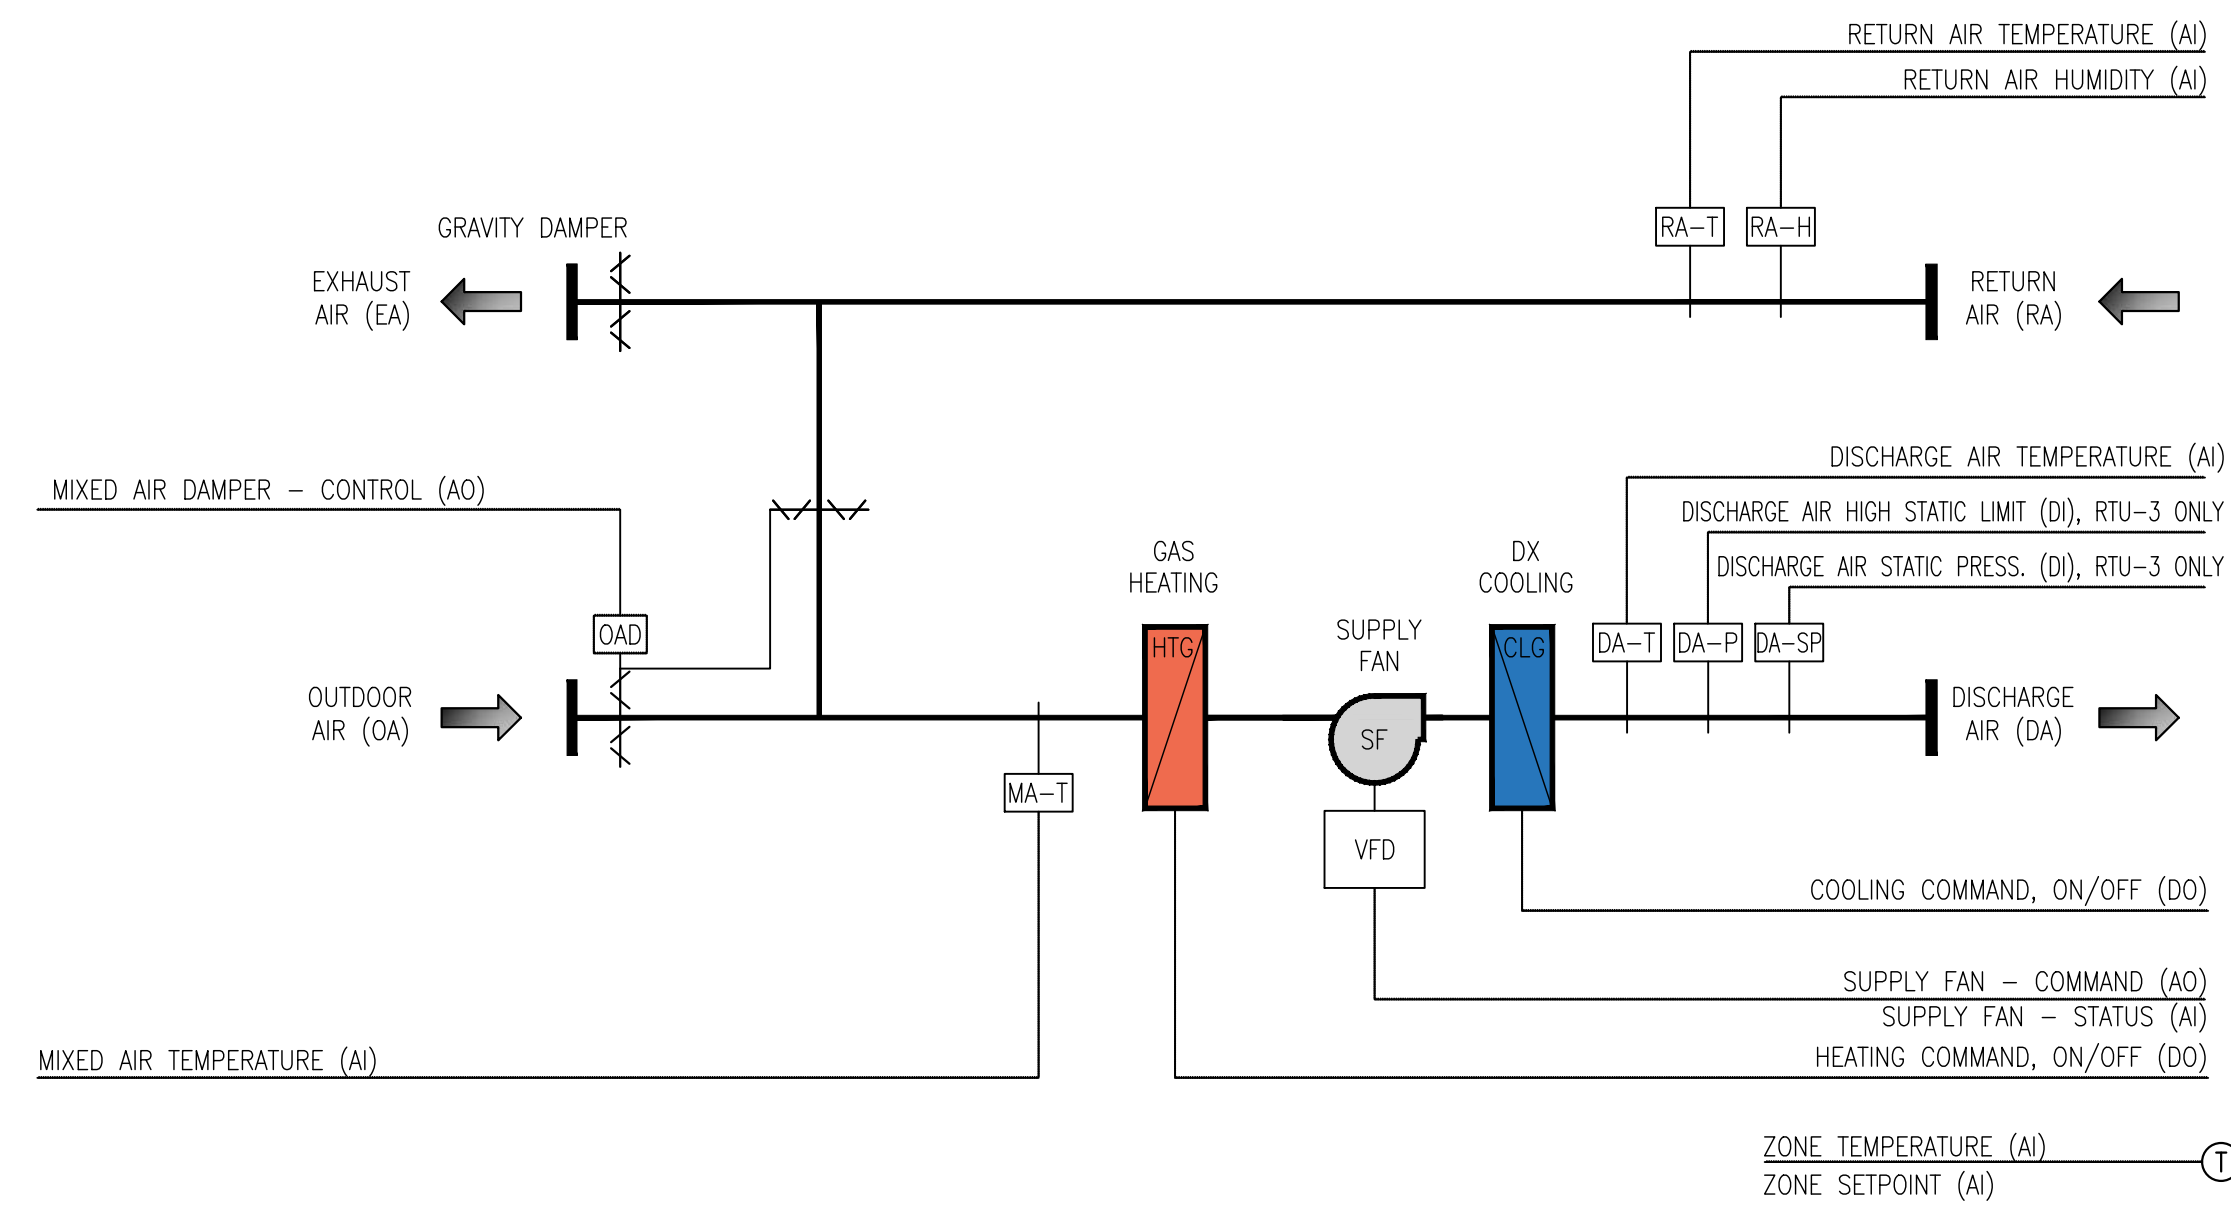 RETURN AIR TEMPERATURE (AI)
RETURN AIR HUMIDITY (AI)
RA-T
RA-H
GRAVITY DAMPER
EXHAUST
AIR (EA)
RETURN
AIR (RA)
MIXED AIR DAMPER - CONTROL (AO)
DISCHARGE AIR TEMPERATURE (AI)
DISCHARGE AIR HIGH STATIC LIMIT (DI), RTU-3 ONLY
DISCHARGE AIR STATIC PRESS. (DI), RTU-3 ONLY
GAS
HEATING
DX
COOLING
SUPPLY
FAN
OAD
HTG
CLG
DA-T
DA-P
DA-SP
OUTDOOR
AIR (OA)
SF
DISCHARGE
AIR (DA)
MA-T
VFD
COOLING COMMAND, ON/OFF (DO)
SUPPLY FAN - COMMAND (AO)
SUPPLY FAN - STATUS (AI)
MIXED AIR TEMPERATURE (AI)
HEATING COMMAND, ON/OFF (DO)
ZONE TEMPERATURE (AI)
T
ZONE SETPOINT (AI)